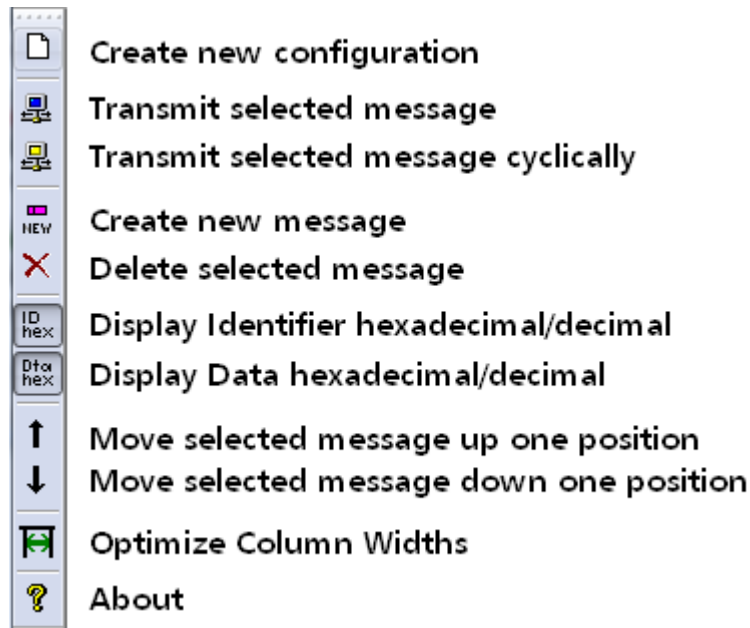 Create new configuration
Transmit selected message
Transmit selected message cyclically
NEW
Create new message
Delete selected message
ID
hex
Display Identifier hexadecimal/decimal
Dta
hex
Display Data hexadecimal/decimal
Move selected message up one position
Move selected message down one position
Optimize Column Widths
?
About